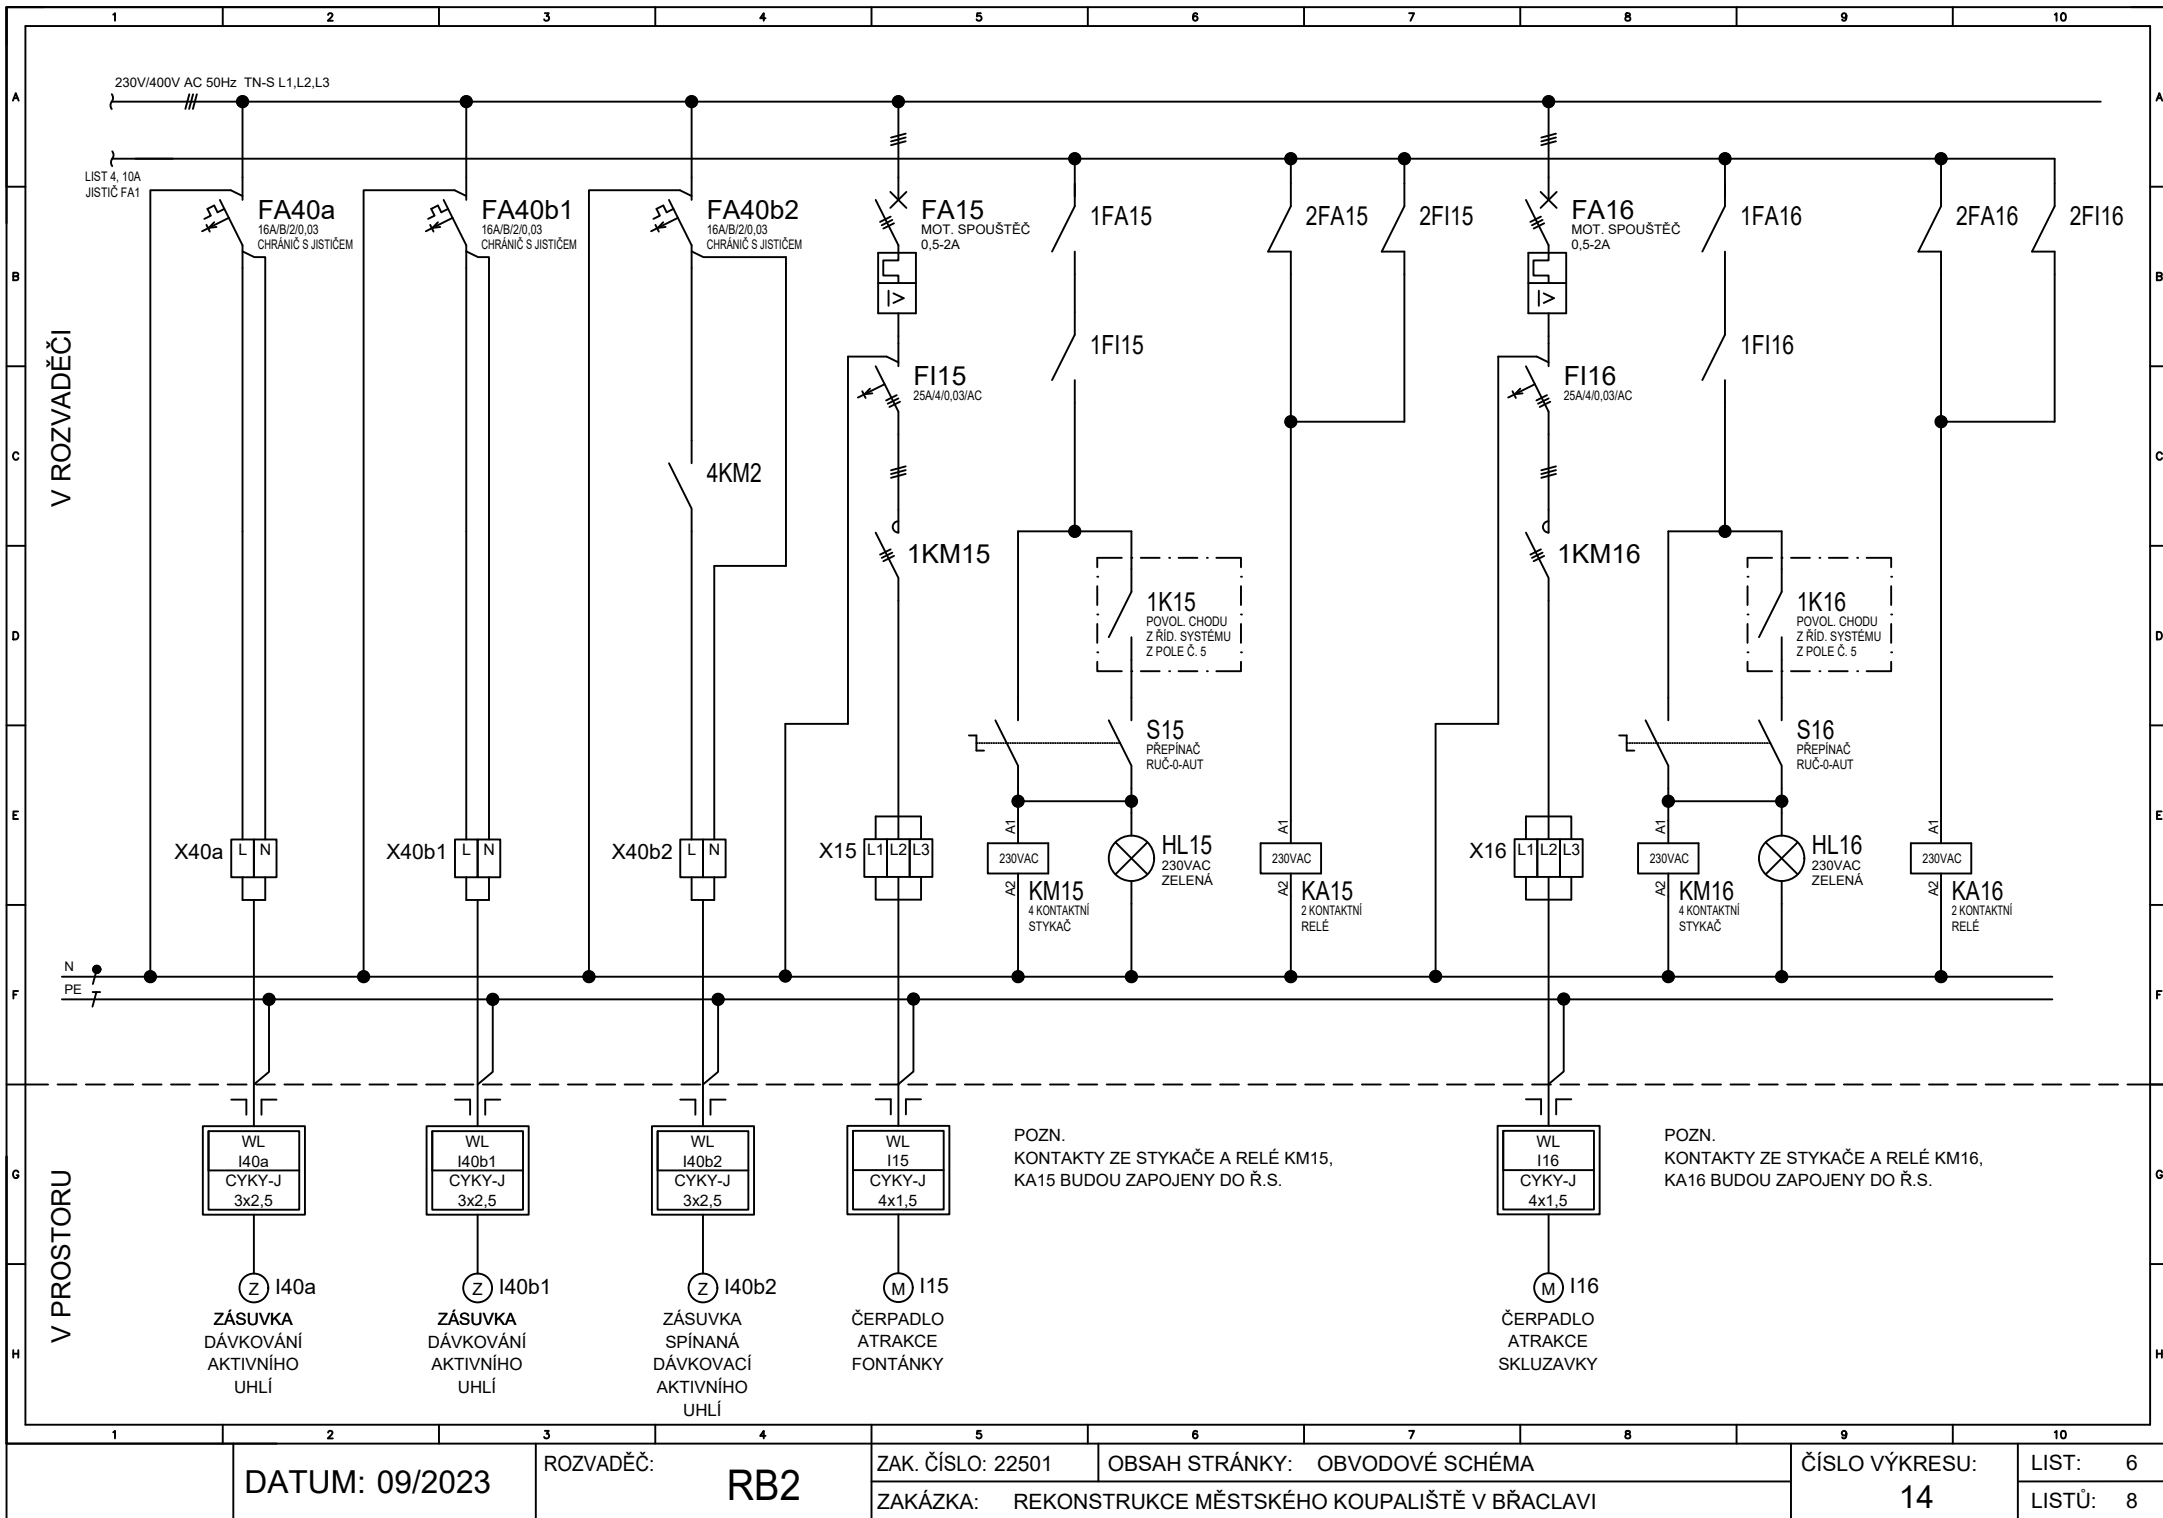 1 2 3 4 5 6 7 8 9 10
A A
B B
C C
D D
E E
F F
G G
H H
230V/400V AC 50Hz TN-S L1,L2,L3
LIST 4, 10A
JISTIČ FA1
V ROZVADĚČI
FA40a
16A/B/2/0,03
CHRÁNIČ S JISTIČEM
FA40b1
16A/B/2/0,03
CHRÁNIČ S JISTIČEM
FA40b2
16A/B/2/0,03
CHRÁNIČ S JISTIČEM
FA15
MOT. SPOUŠTĚČ
0,5-2A
I>
1FA15
2FA15
2FI15
FA16
MOT. SPOUŠTĚČ
0,5-2A
I>
1FA16
2FA16
2FI16
1FI15
1FI16
FI15
25A/4/0,03/AC
FI16
25A/4/0,03/AC
4KM2
1KM15
1KM16
1K15
POVOL. CHODU
Z ŘÍD. SYSTÉMU
Z POLE Č. 5
1K16
POVOL. CHODU
Z ŘÍD. SYSTÉMU
Z POLE Č. 5
S15
PŘEPÍNAČ
RUČ-0-AUT
S16
PŘEPÍNAČ
RUČ-0-AUT
X40a L N
X40b1 L N
X40b2 L N
X15 L1 L2 L3
A1
230VAC
A2
KM15
4 KONTAKTNÍ
STYKAČ
HL15
230VAC
ZELENÁ
A1
230VAC
A2
KA15
2 KONTAKTNÍ
RELÉ
X16 L1 L2 L3
A1
230VAC
A2
KM16
4 KONTAKTNÍ
STYKAČ
HL16
230VAC
ZELENÁ
A1
230VAC
A2
KA16
2 KONTAKTNÍ
RELÉ
N
PE
V PROSTORU
WL
I40a
CYKY-J
3x2,5
WL
I40b1
CYKY-J
3x2,5
WL
I40b2
CYKY-J
3x2,5
WL
I15
CYKY-J
4x1,5
POZN.
KONTAKTY ZE STYKAČE A RELÉ KM15,
KA15 BUDOU ZAPOJENY DO Ř.S.
WL
I16
CYKY-J
4x1,5
POZN.
KONTAKTY ZE STYKAČE A RELÉ KM16,
KA16 BUDOU ZAPOJENY DO Ř.S.
Z I40a
ZÁSUVKA
DÁVKOVÁNÍ
AKTIVNÍHO
UHLÍ
Z I40b1
ZÁSUVKA
DÁVKOVÁNÍ
AKTIVNÍHO
UHLÍ
Z I40b2
ZÁSUVKA
SPÍNANÁ
DÁVKOVACÍ
AKTIVNÍHO
UHLÍ
M I15
ČERPADLO
ATRAKCE
FONTÁNKY
M I16
ČERPADLO
ATRAKCE
SKLUZAVKY
1 2 3 4 5 6 7 8 9 10
DATUM: 09/2023
ROZVADĚČ:
RB2
ZAK. ČÍSLO: 22501
OBSAH STRÁNKY: OBVODOVÉ SCHÉMA
ZAKÁZKA: REKONSTRUKCE MĚSTSKÉHO KOUPALIŠTĚ V BŘACLAVI
ČÍSLO VÝKRESU:
14
LIST: 6
LISTŮ: 8